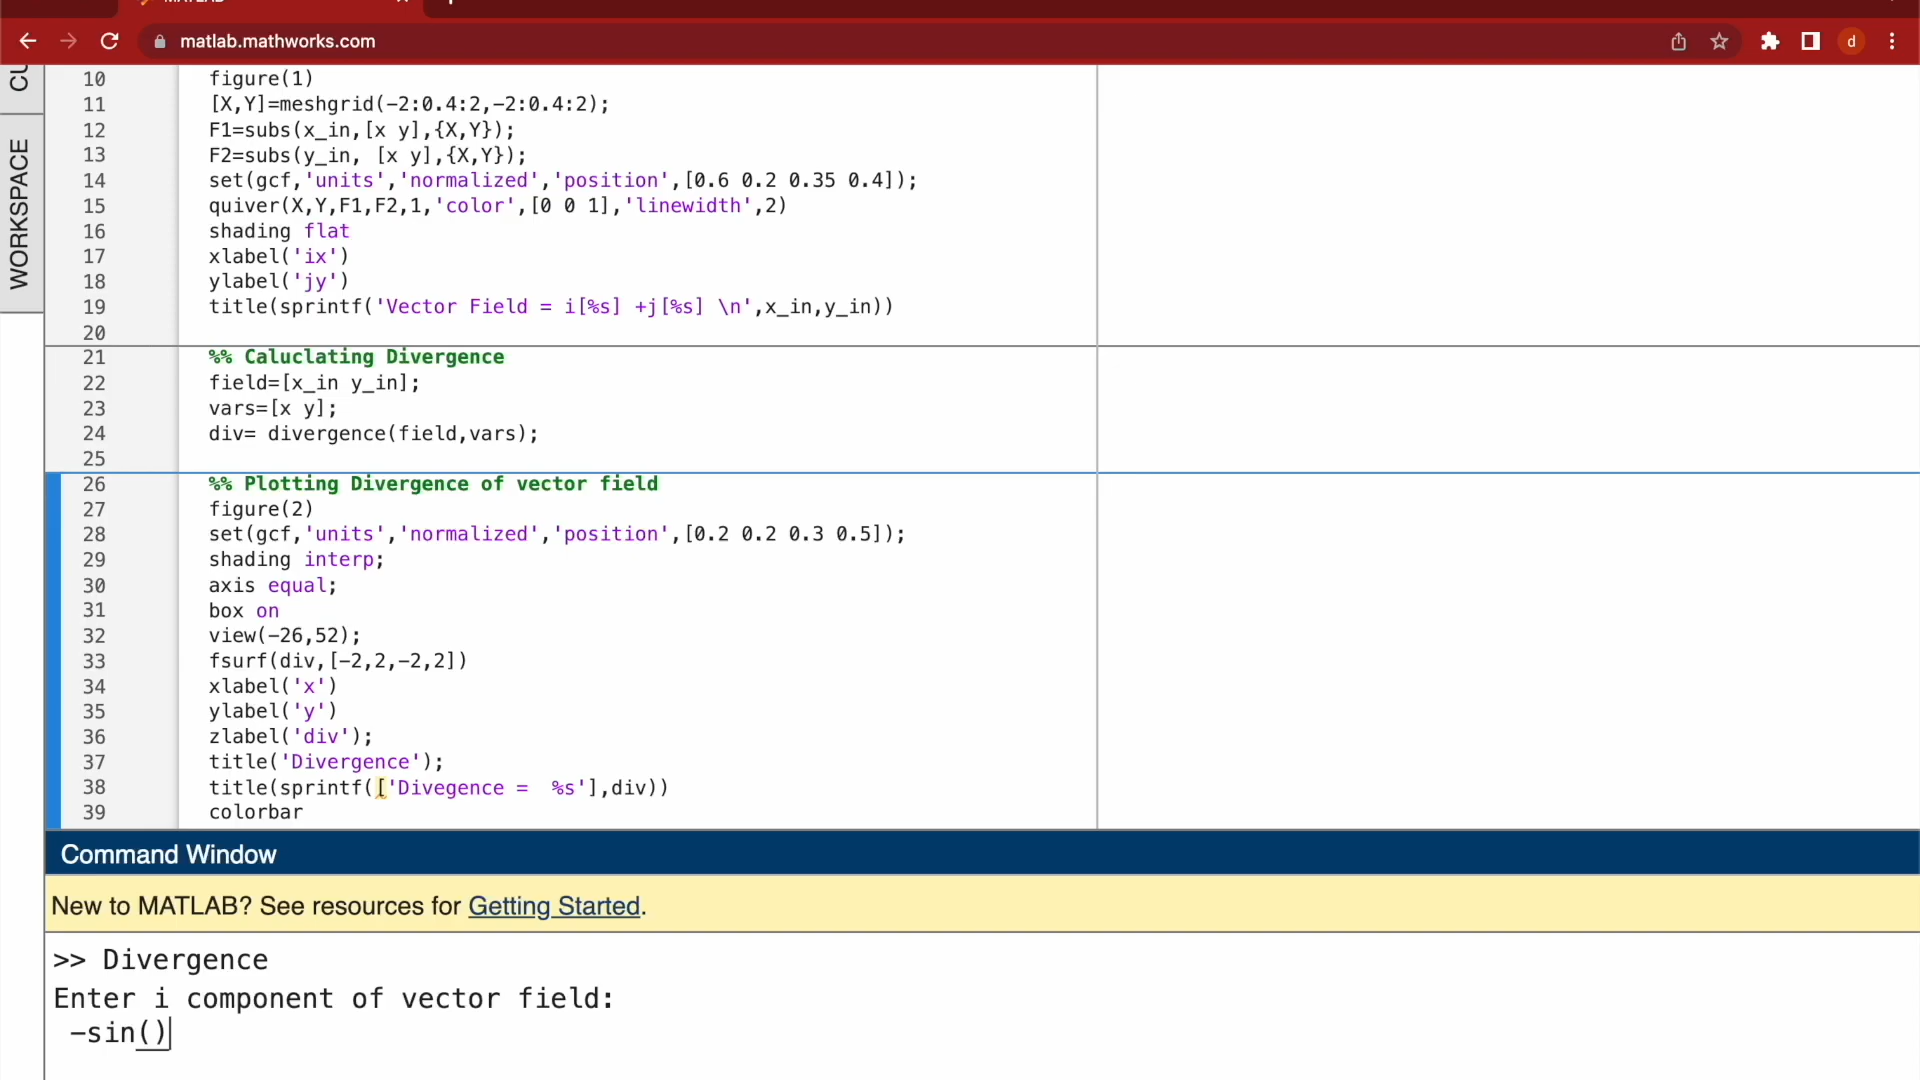 MATLAB
matlab.mathworks.com
d
CU
WORKSPACE
10 figure(1)
11 [X,Y]=meshgrid(-2:0.4:2,-2:0.4:2);
12 F1=subs(x_in,[x y],{X,Y});
13 F2=subs(y_in, [x y],{X,Y});
14 set(gcf,'units','normalized','position',[0.6 0.2 0.35 0.4]);
15 quiver(X,Y,F1,F2,1,'color',[0 0 1],'linewidth',2)
16 shading flat
17 xlabel('ix')
18 ylabel('jy')
19 title(sprintf('Vector Field = i[%s] +j[%s] \n',x_in,y_in))
20
21 %% Caluclating Divergence
22 field=[x_in y_in];
23 vars=[x y];
24 div= divergence(field,vars);
25
26 %% Plotting Divergence of vector field
27 figure(2)
28 set(gcf,'units','normalized','position',[0.2 0.2 0.3 0.5]);
29 shading interp;
30 axis equal;
31 box on
32 view(-26,52);
33 fsurf(div,[-2,2,-2,2])
34 xlabel('x')
35 ylabel('y')
36 zlabel('div');
37 title('Divergence');
38 title(sprintf(['Divegence =  %s'],div))
39 colorbar
Command Window
New to MATLAB? See resources for Getting Started.
>> Divergence
Enter i component of vector field:
-sin()